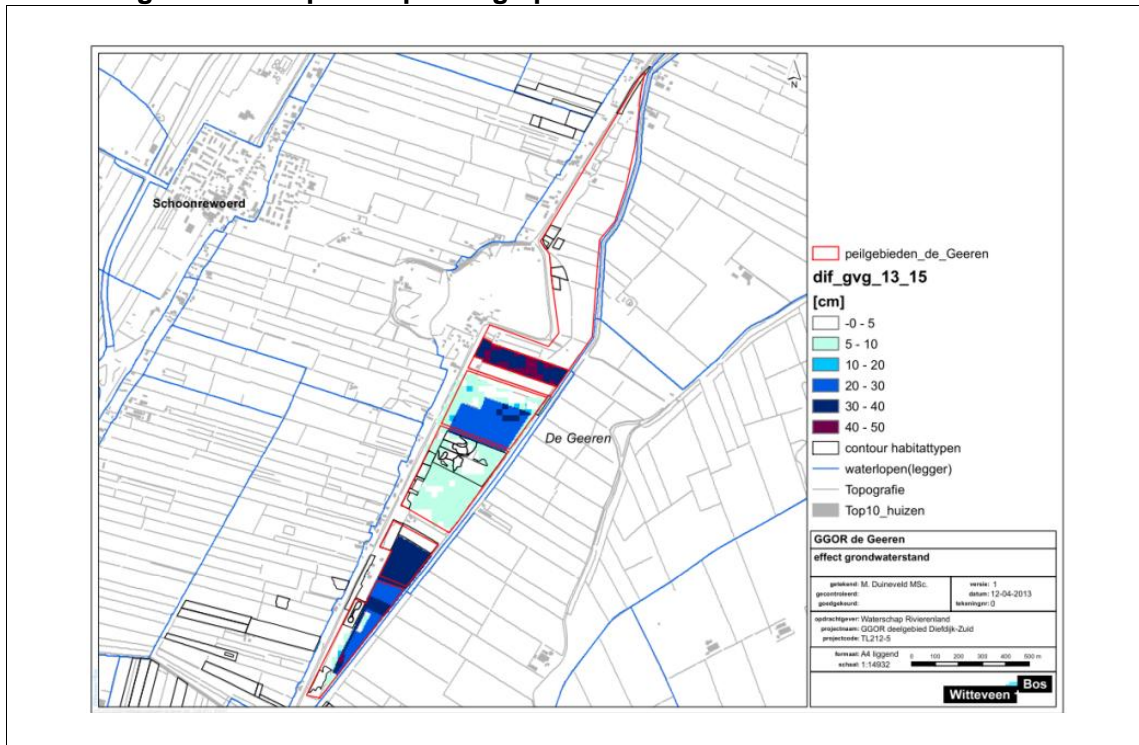 Schoonrewoerd
De Geeren
N
peilgebieden_de_Geeren
dif_gvg_13_15
[cm]
-0 - 5
5 - 10
10 - 20
20 - 30
30 - 40
40 - 50
contour habitattypen
waterlopen(legger)
Topografie
Top10_huizen
GGOR de Geeren
effect grondwaterstand
getekend: M. Duineveld MSc.
gecontroleerd:
goedgekeurd:
versie: 1
datum: 12-04-2013
tekeningnr: 0
opdrachtgever: Waterschap Rivierenland
projectnaam: GGOR deelgebied Diefdijk-Zuid
projectcode: TL212-5
formaat: A4 liggend
schaal: 1:14932
0 100 200 300 400 500 m
Witteveen + Bos